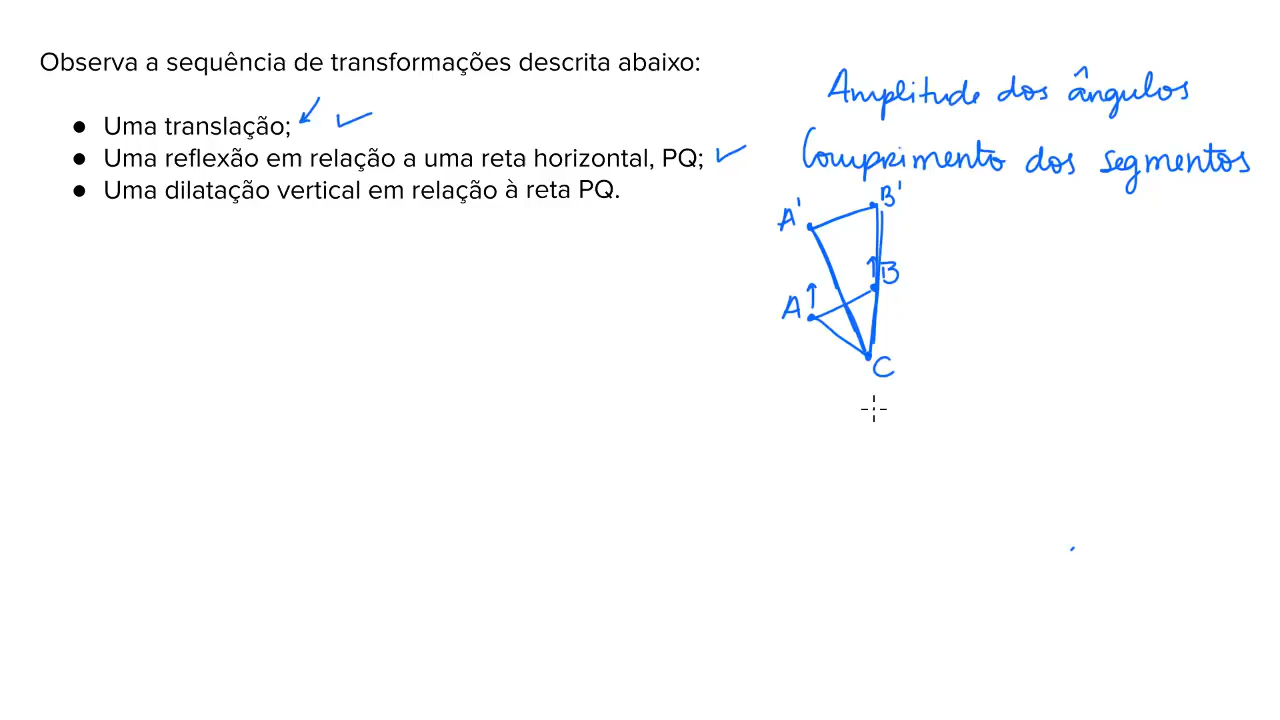 Observa a sequência de transformações descrita abaixo:
● Uma translação;
● Uma reflexão em relação a uma reta horizontal, PQ;
● Uma dilatação vertical em relação à reta PQ.
Amplitude dos ângulos
Comprimento dos segmentos
A' B'
A B
C